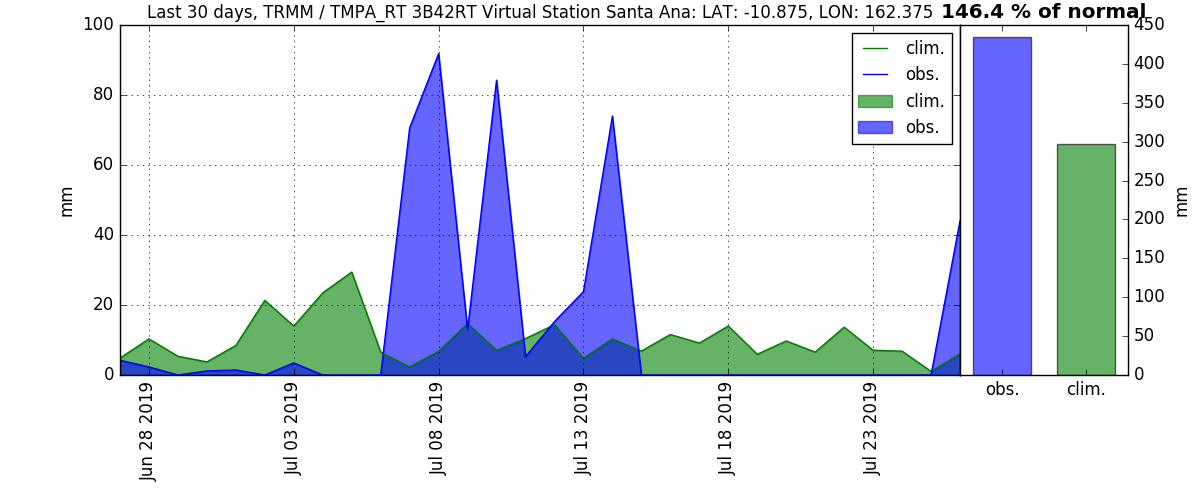 Last 30 days, TRMM / TMPA_RT 3B42RT Virtual Station Santa Ana: LAT: -10.875, LON: 162.375 146.4 % of normal
100
80
60
40
20
0
mm
clim.
obs.
clim.
obs.
450
400
350
300
250
200
150
100
50
0
mm
obs.
clim.
Jun 28 2019
Jul 03 2019
Jul 08 2019
Jul 13 2019
Jul 18 2019
Jul 23 2019